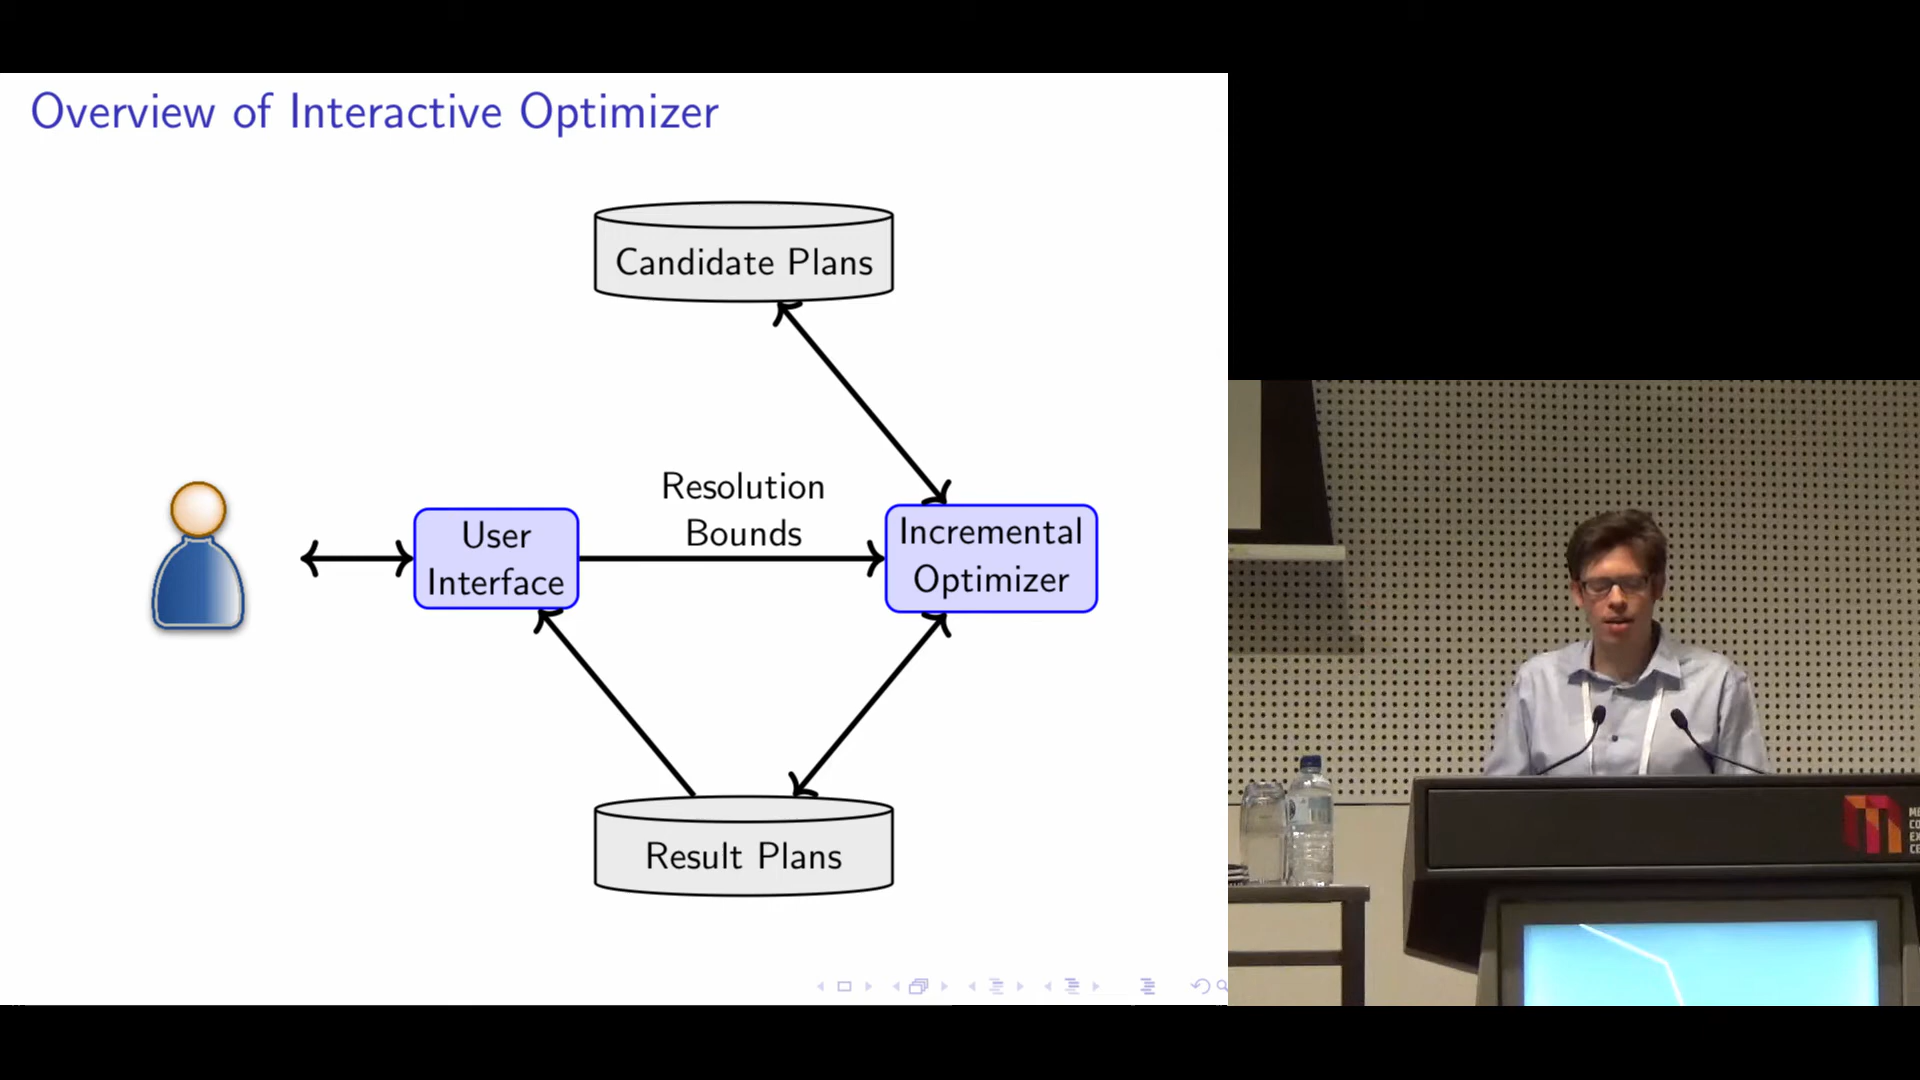 Overview of Interactive Optimizer
Candidate Plans
Resolution
Bounds
User
Interface
Incremental
Optimizer
Result Plans